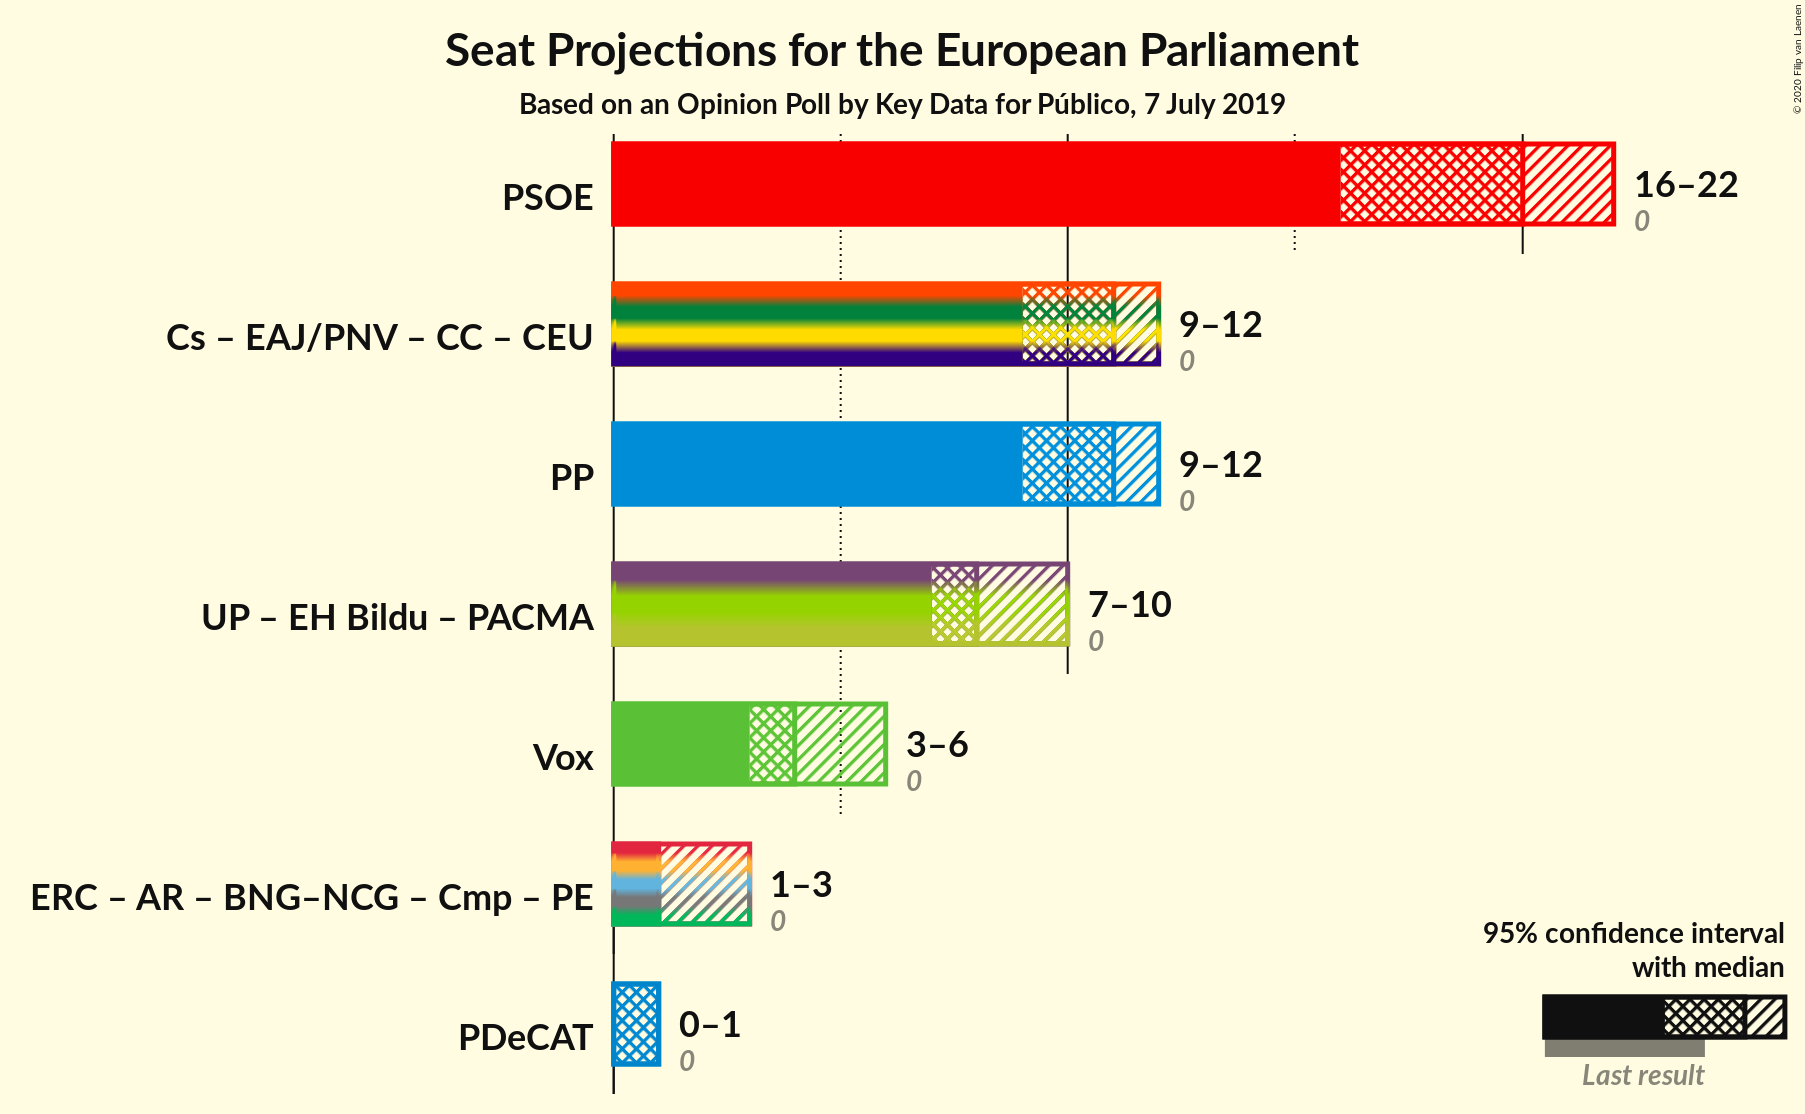 Seat Projections for the European Parliament
Based on an Opinion Poll by Key Data for Público, 7 July 2019
© 2020 Filip van Laenen
PSOE
16–22
0
Cs – EAJ/PNV – CC – CEU
9–12
0
PP
9–12
0
UP – EH Bildu – PACMA
7–10
0
Vox
3–6
0
ERC – AR – BNG–NCG – Cmp – PE
1–3
0
PDeCAT
0–1
0
95% confidence interval
with median
Last result